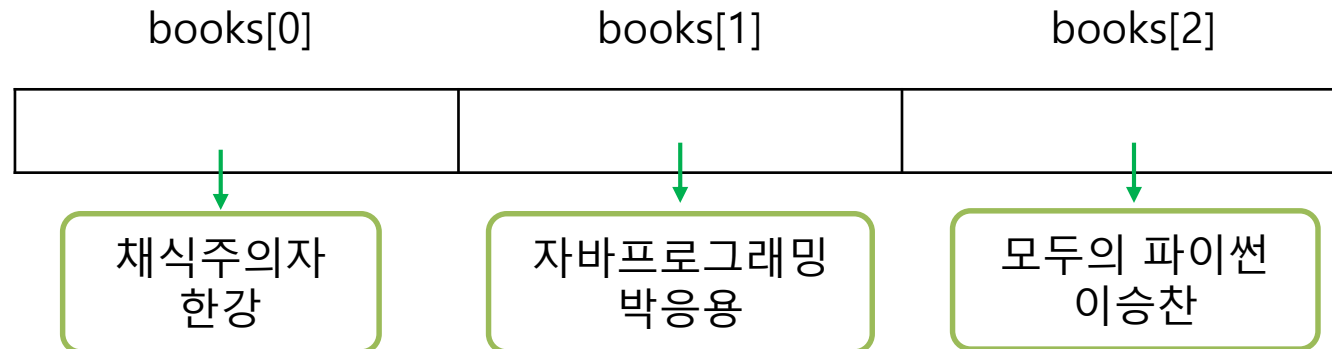 books[0] books[1] books[2]
채식주의자
한강
자바프로그래밍
박응용
모두의 파이썬
이승찬